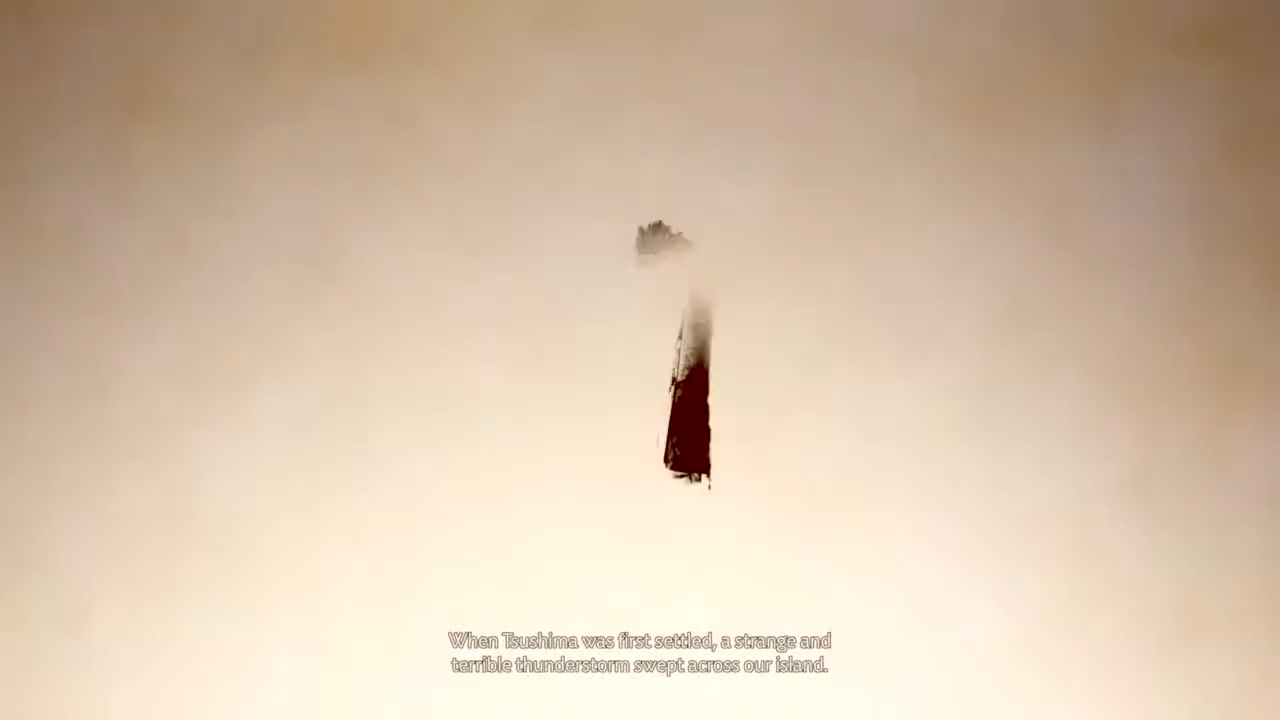 When Tsushima was first settled, a strange and
terrible thunderstorm swept across our island.